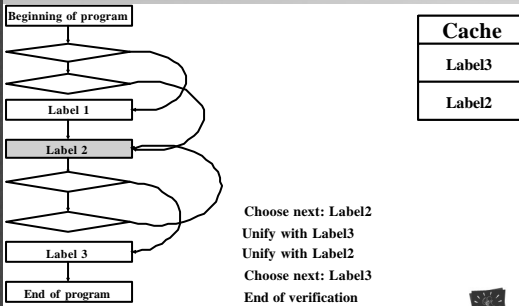 Beginning of program
Label 1
Label 2
Label 3
End of program
Cache
Label3
Label2
Choose next: Label2
Unify with Label3
Unify with Label2
Choose next: Label3
End of verification